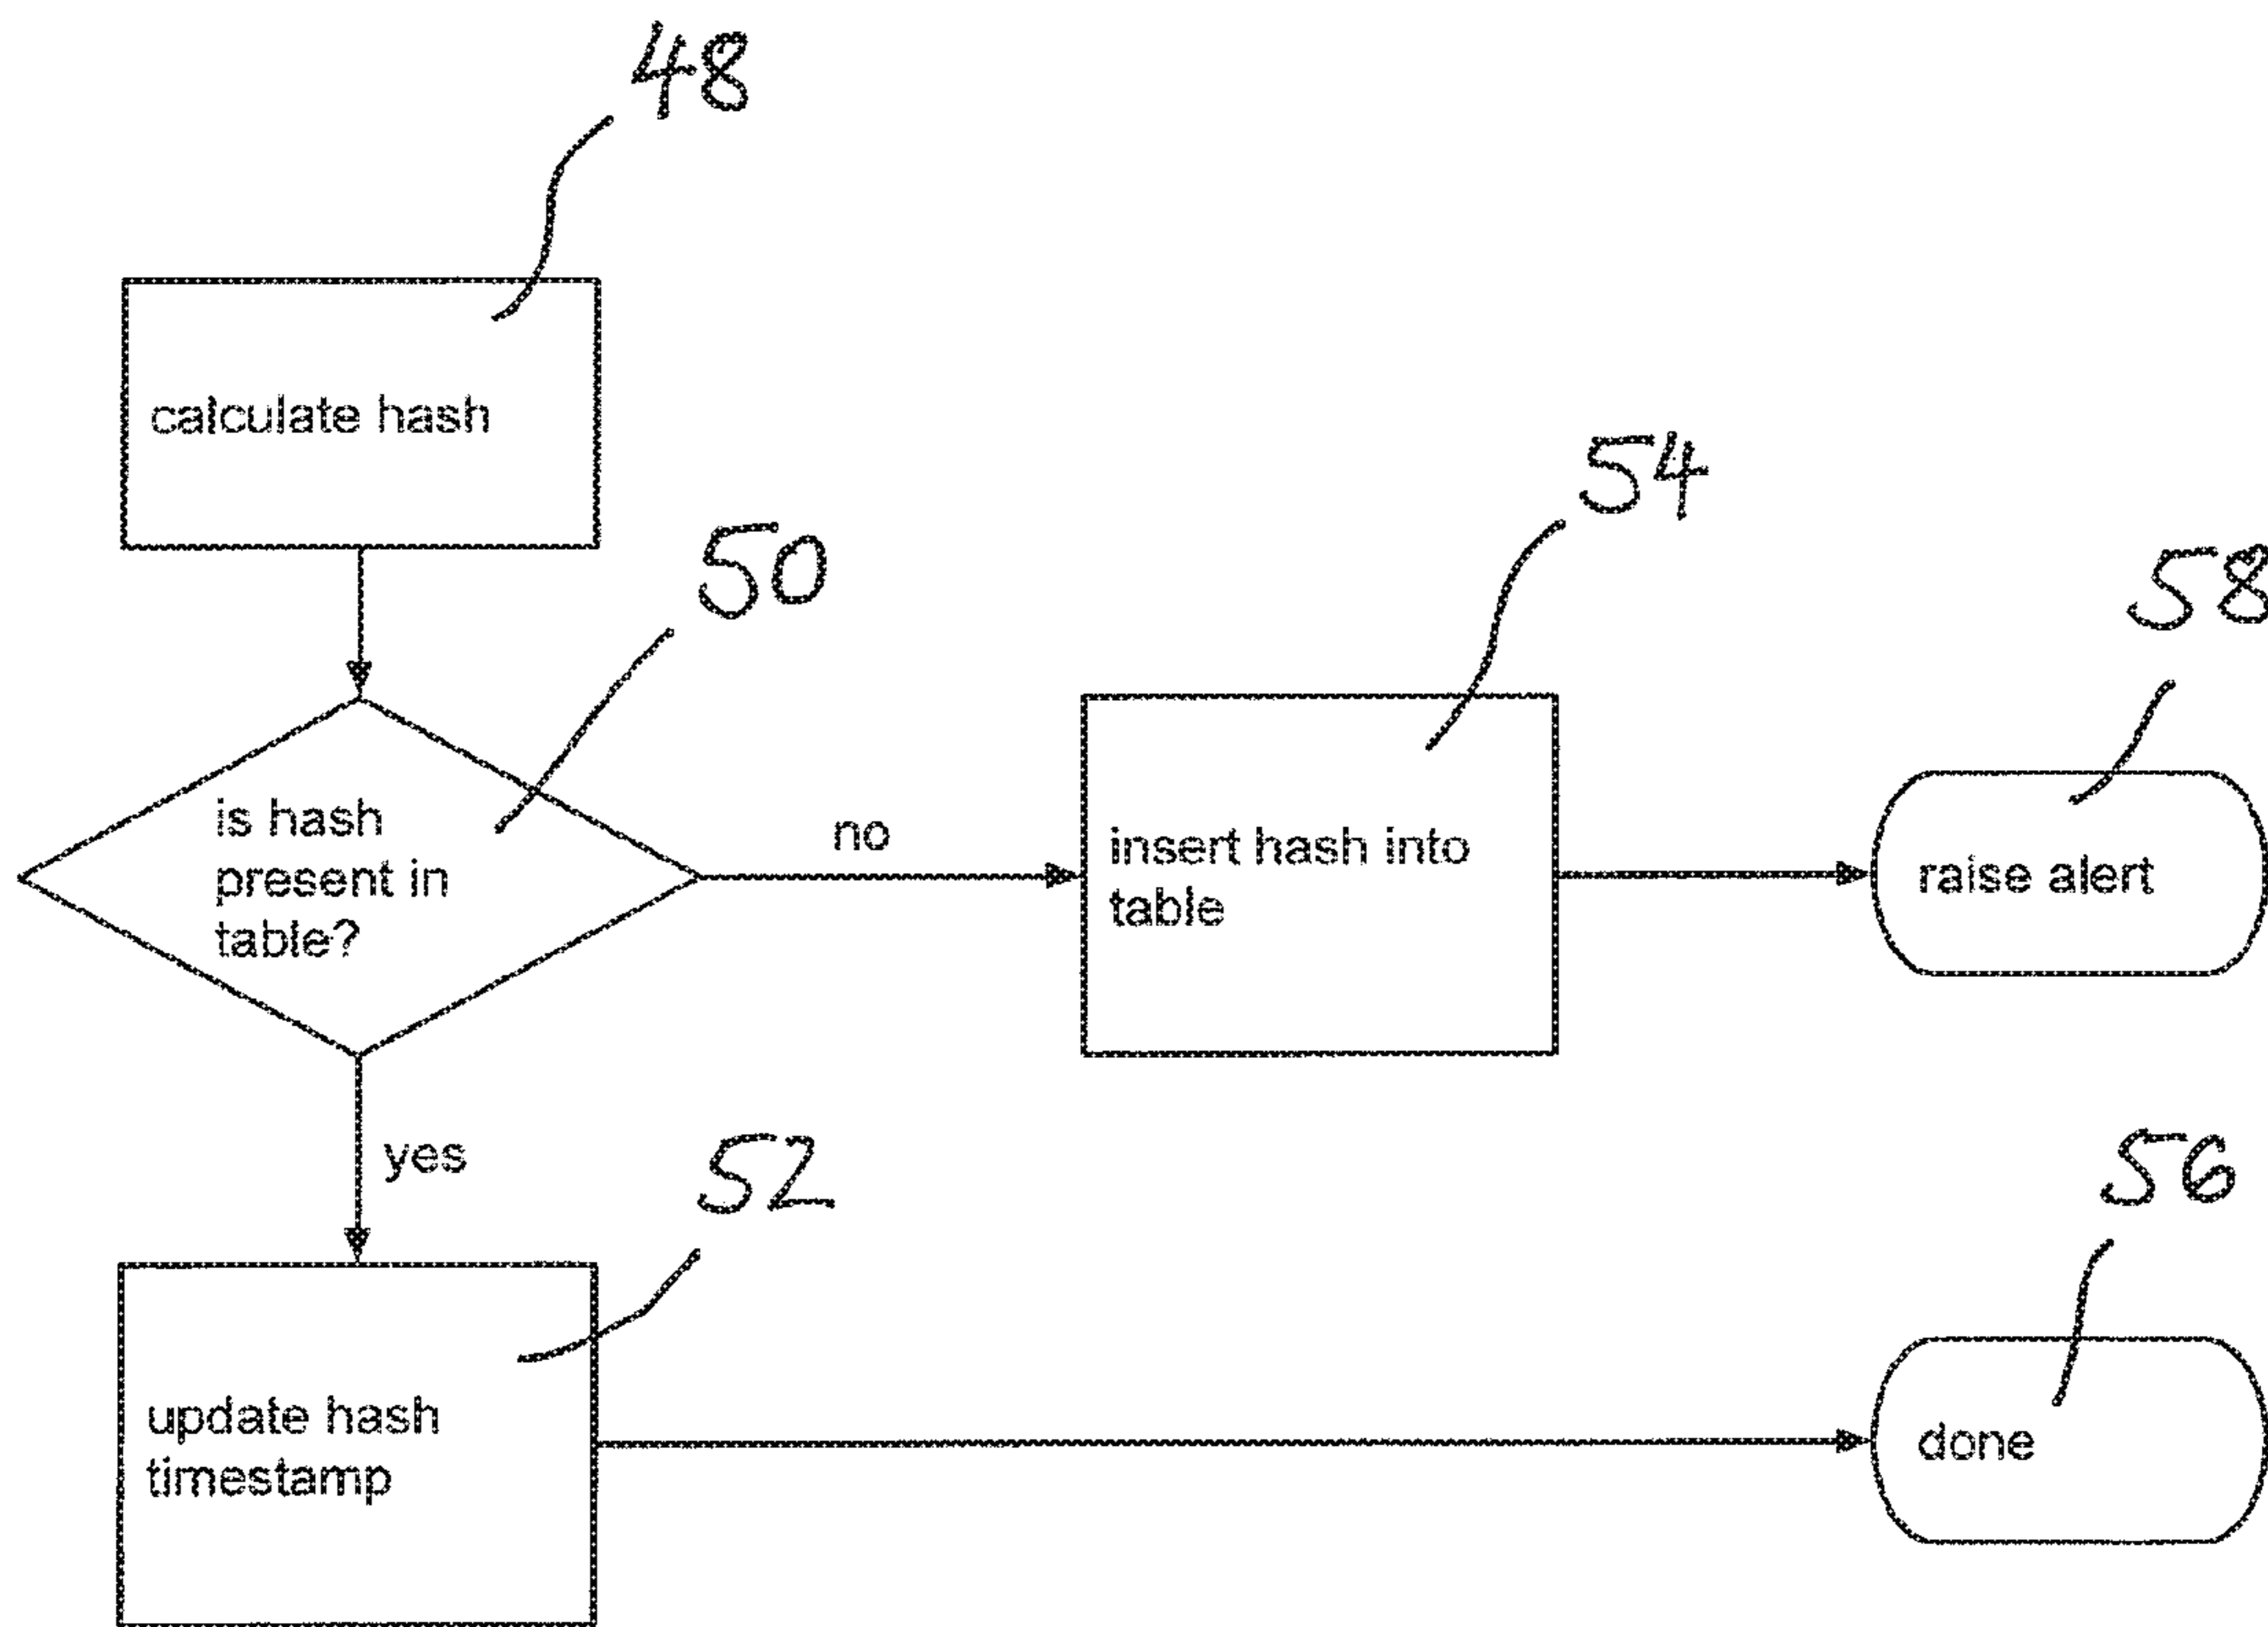 48
calculate hash
50
54
58
is hash
present in
table?
no
insert hash into
table
raise alert
yes
52
56
update hash
timestamp
done